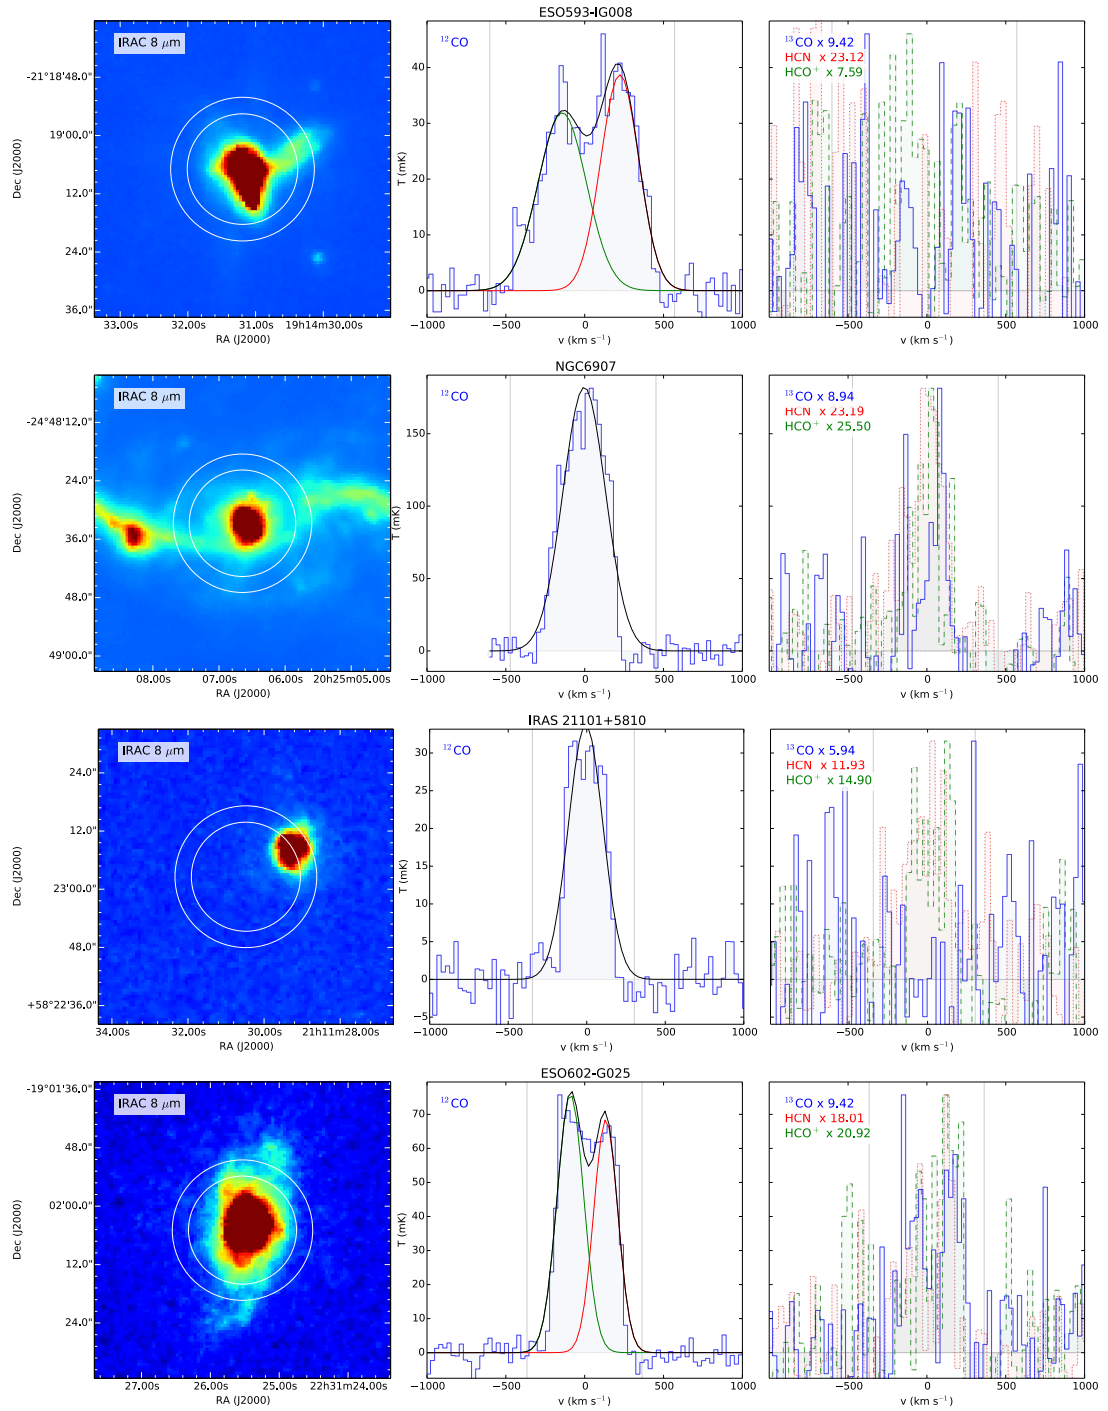 ESO593-IG008
IRAC 8 μm
-21°18'48.0"
19'00.0"
12.0"
24.0"
36.0"
Dec (J2000)
33.00s 32.00s 31.00s 19h14m30.00s
RA (J2000)
¹²CO
T (mK)
40
30
20
10
0
−1000 −500 0 500 1000
v (km s⁻¹)
¹³CO x 9.42
HCN x 23.12
HCO⁺ x 7.59
−1000 −500 0 500 1000
v (km s⁻¹)
NGC6907
IRAC 8 μm
-24°48'12.0"
24.0"
36.0"
48.0"
49'00.0"
Dec (J2000)
08.00s 07.00s 06.00s 20h25m05.00s
RA (J2000)
¹²CO
T (mK)
150
100
50
0
−1000 −500 0 500 1000
v (km s⁻¹)
¹³CO x 8.94
HCN x 23.19
HCO⁺ x 25.50
−1000 −500 0 500 1000
v (km s⁻¹)
IRAS 21101+5810
IRAC 8 μm
24.0"
12.0"
23'00.0"
48.0"
+58°22'36.0"
Dec (J2000)
34.00s 32.00s 30.00s 21h11m28.00s
RA (J2000)
¹²CO
T (mK)
30
25
20
15
10
5
0
−5
−1000 −500 0 500 1000
v (km s⁻¹)
¹³CO x 5.94
HCN x 11.93
HCO⁺ x 14.90
−1000 −500 0 500 1000
v (km s⁻¹)
ESO602-G025
IRAC 8 μm
-19°01'36.0"
48.0"
02'00.0"
12.0"
24.0"
Dec (J2000)
27.00s 26.00s 25.00s 22h31m24.00s
RA (J2000)
¹²CO
T (mK)
70
60
50
40
30
20
10
0
−1000 −500 0 500 1000
v (km s⁻¹)
¹³CO x 9.42
HCN x 18.01
HCO⁺ x 20.92
−1000 −500 0 500 1000
v (km s⁻¹)